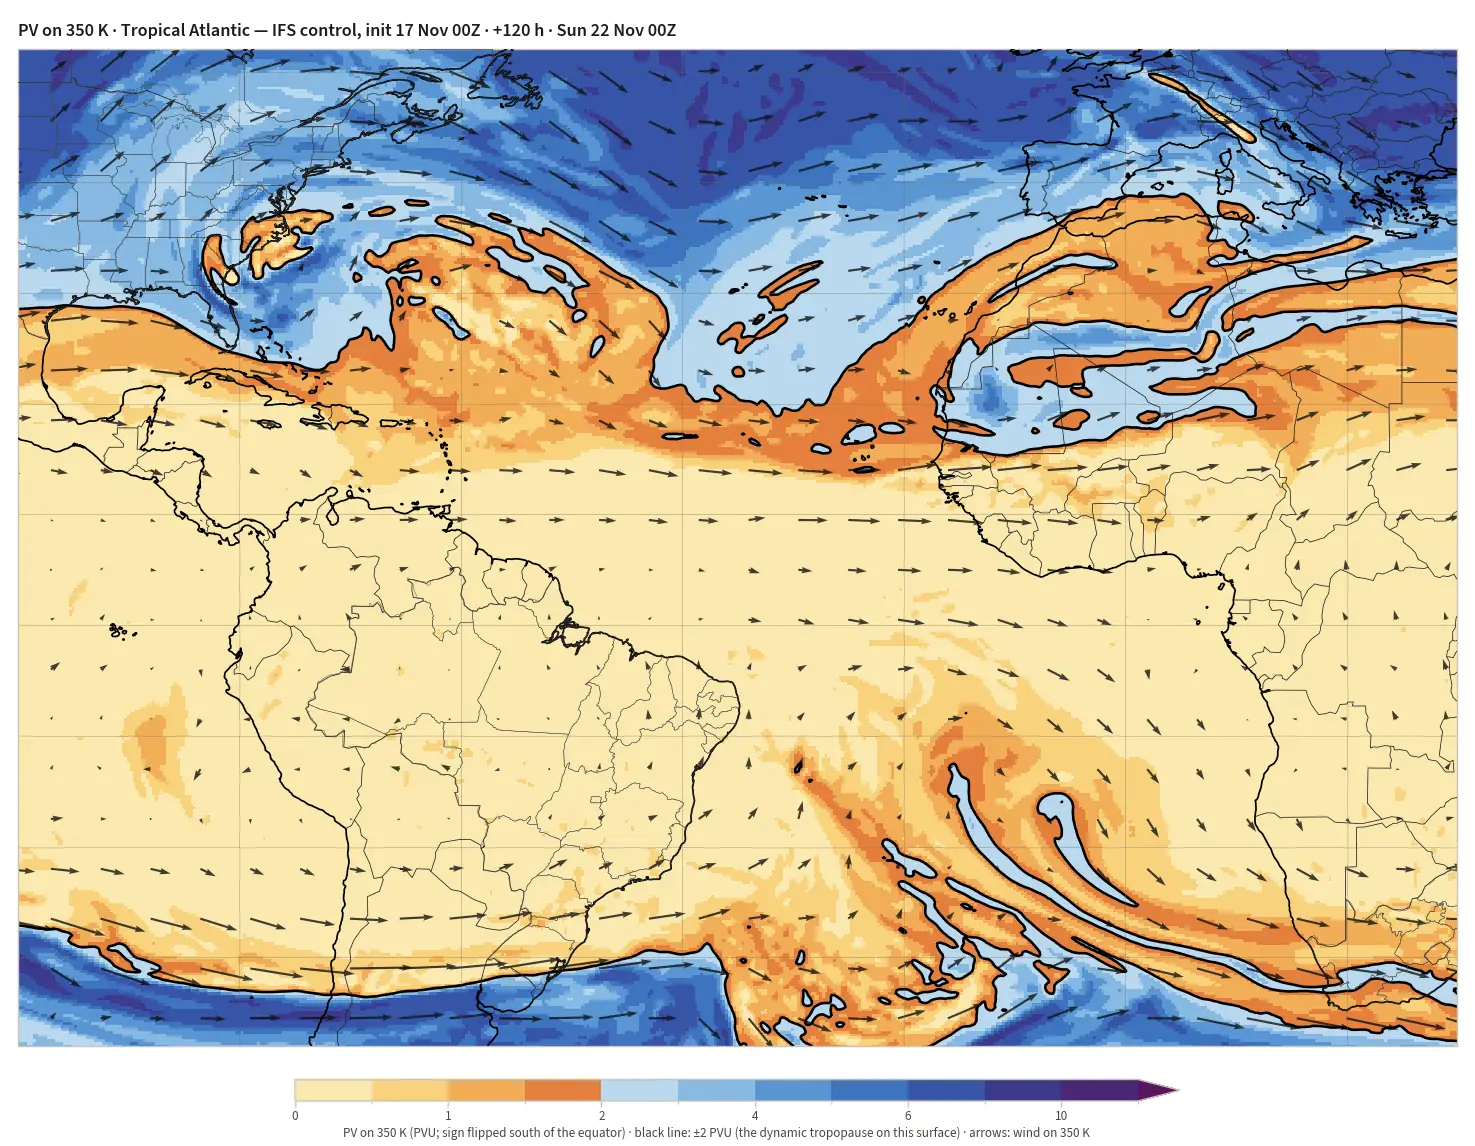 PV on 350 K · Tropical Atlantic — IFS control, init 17 Nov 00Z · +120 h · Sun 22 Nov 00Z
0 1 2 4 6 10
PV on 350 K (PVU; sign flipped south of the equator) · black line: ±2 PVU (the dynamic tropopause on this surface) · arrows: wind on 350 K